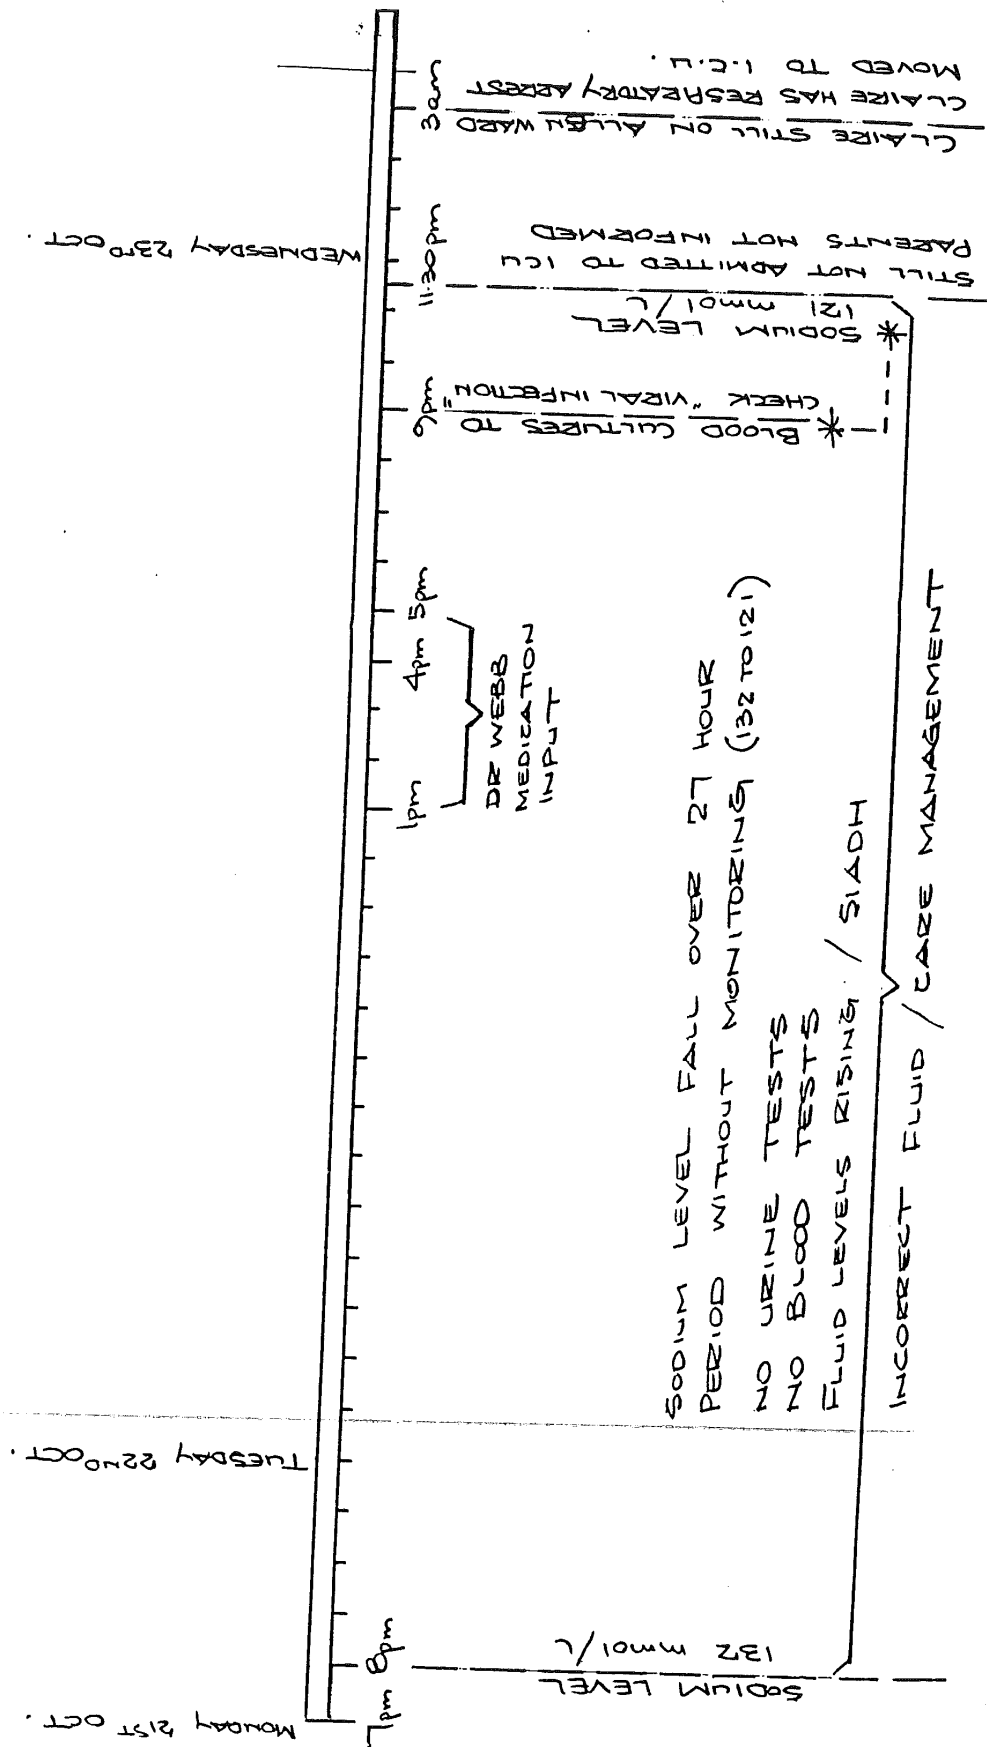 MONDAY 21ST OCT.
TUESDAY 22ND OCT.
WEDNESDAY 23RD OCT.
7pm
8pm
1pm
4pm
5pm
9pm
11.30pm
3am
SODIUM LEVEL
132 mmol/L
DR WEBB
MEDICATION
INPUT
BLOOD CULTURES TO
CHECK "VIRAL INFECTION"
SODIUM LEVEL
121 mmol/L
STILL NOT ADMITTED TO ICU
PARENTS NOT INFORMED
CLAIRE STILL ON ALLEN WARD
CLAIRE HAS RESPIRATORY ARREST
MOVED TO I.C.U.
SODIUM LEVEL FALL OVER 27 HOUR
PERIOD WITHOUT MONITORING (132 TO 121)
NO URINE TESTS
NO BLOOD TESTS
FLUID LEVELS RISING / SIADH
INCORRECT FLUID / CARE MANAGEMENT